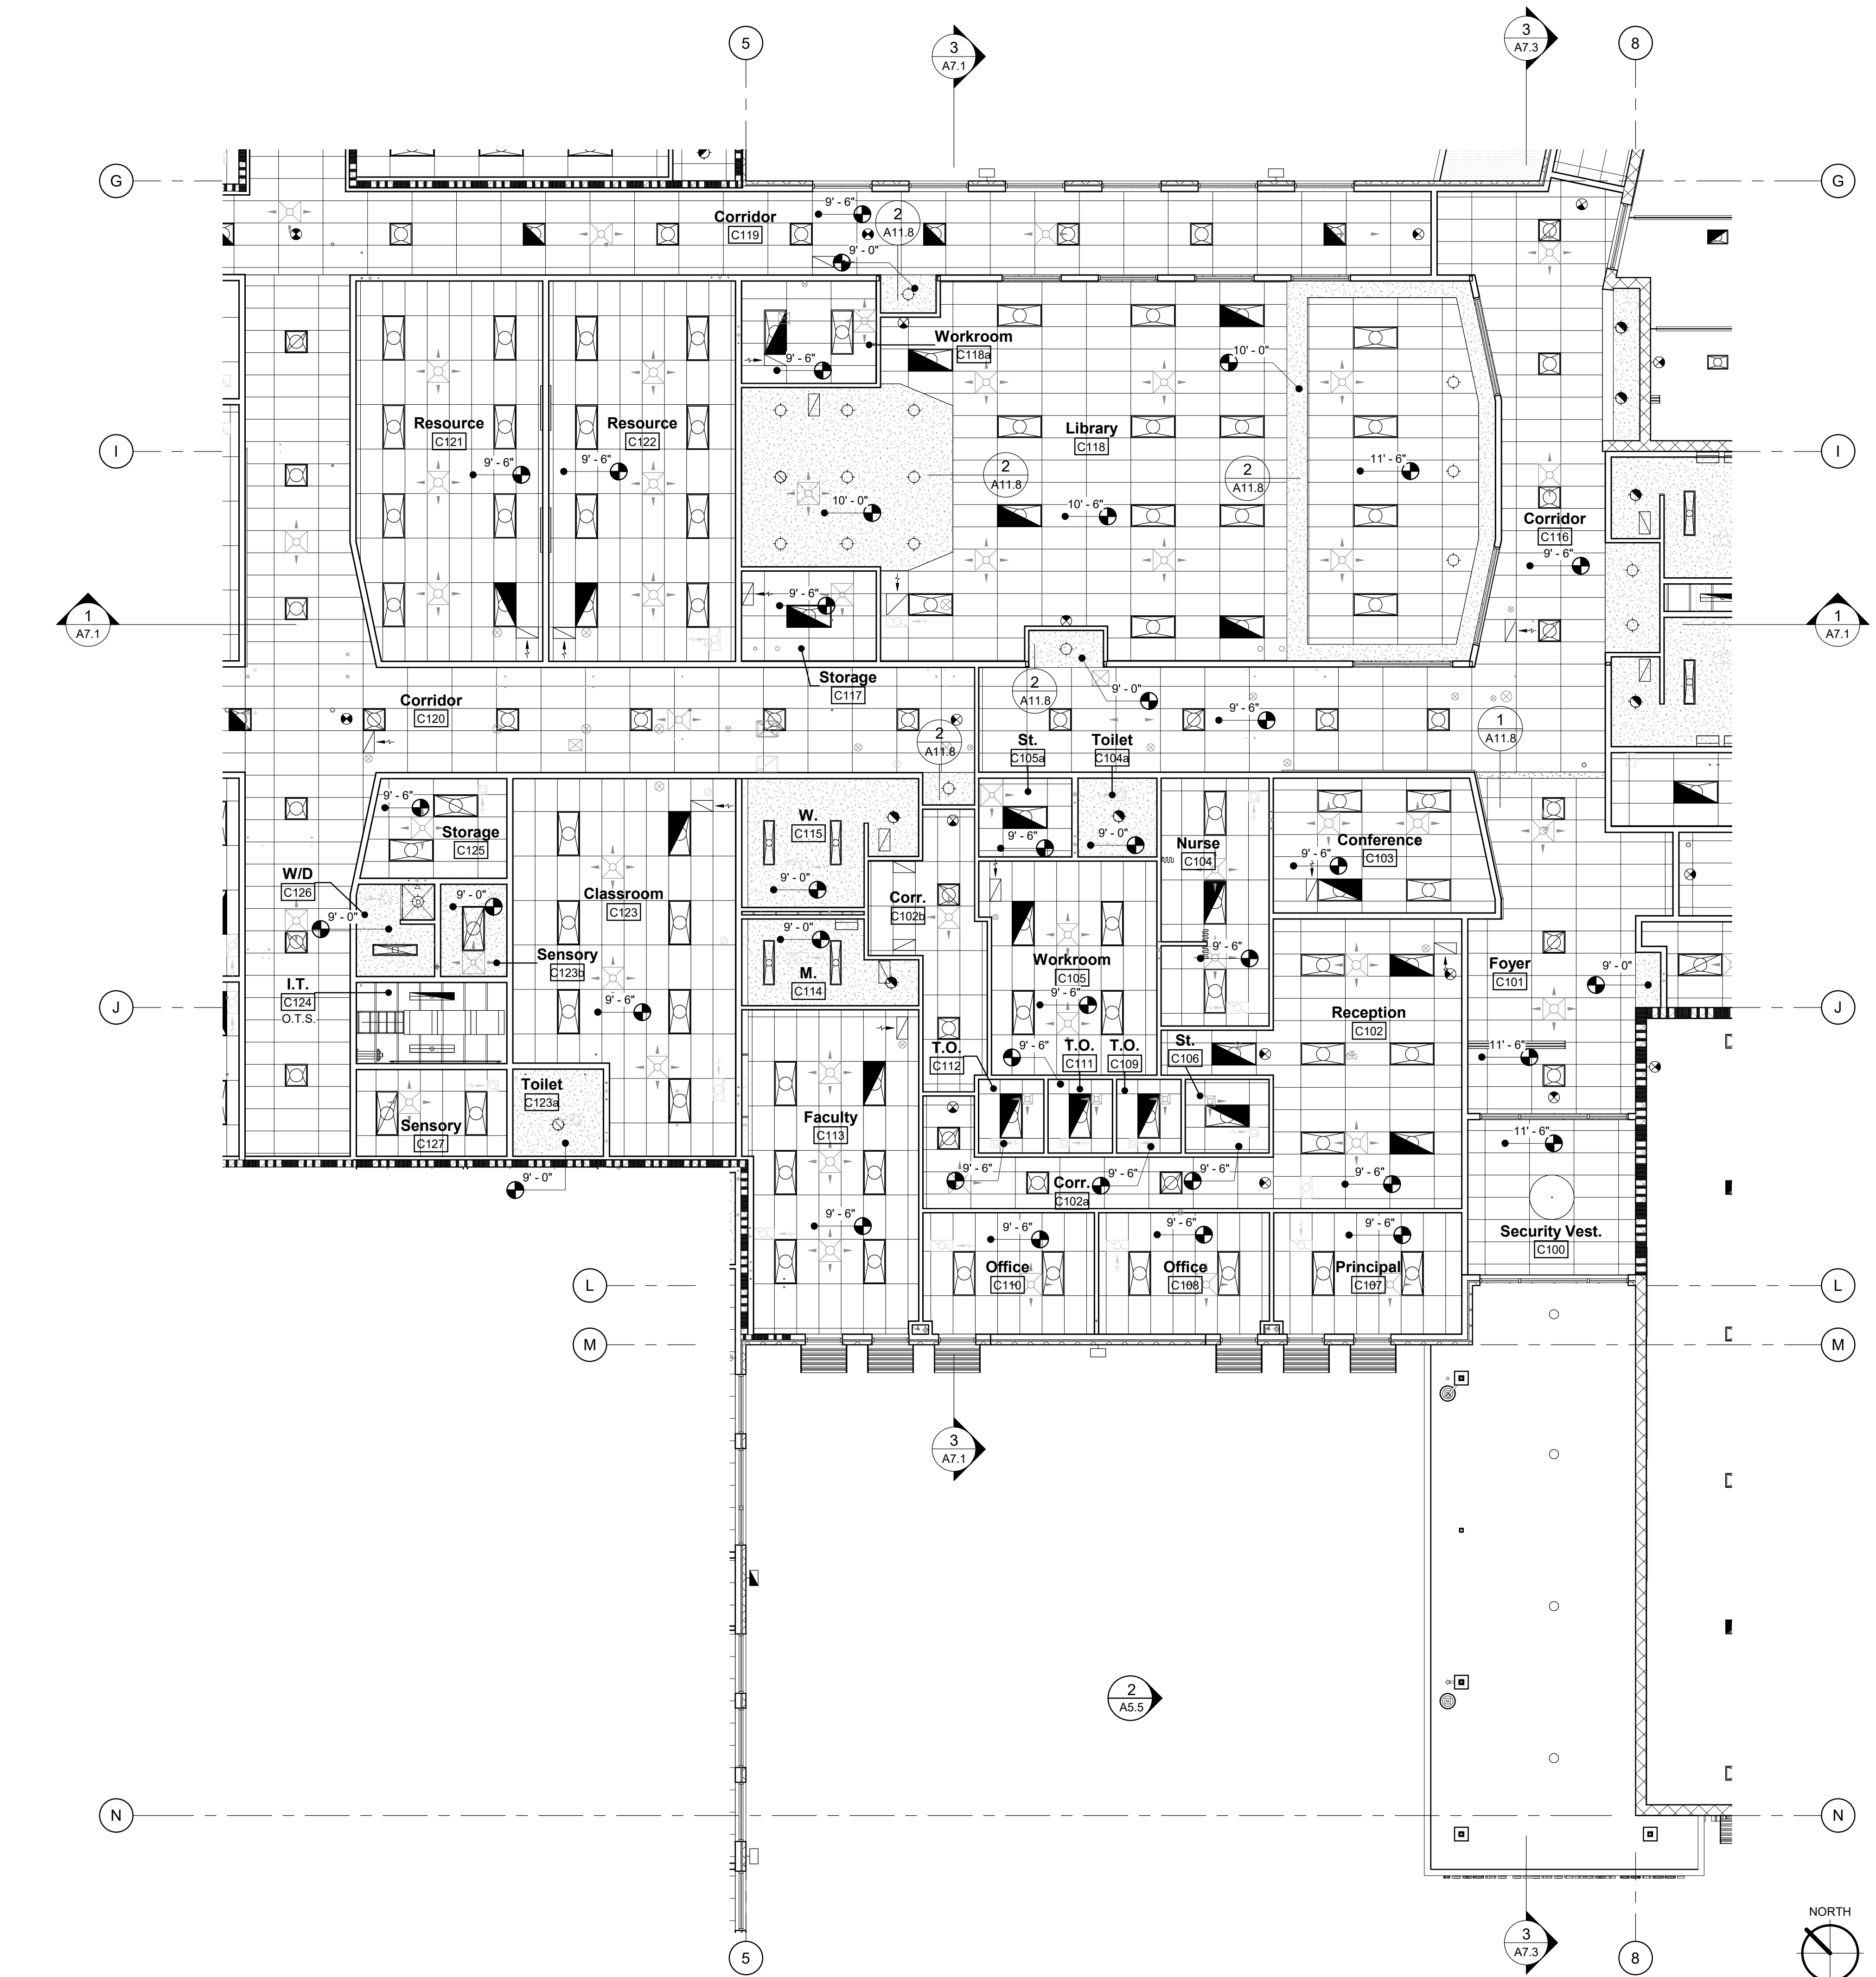 5
3
A7.1
3
A7.3
8
G
G
9' - 6"
Corridor
C119
2
A11.8
9' - 0"
Workroom
C118a
9' - 6"
10' - 0"
Resource
C121
Resource
C122
Library
C118
I
I
9' - 6"
9' - 6"
2
A11.8
2
A11.8
11' - 6"
10' - 0"
10' - 6"
Corridor
C116
9' - 6"
9' - 6"
1
A7.1
1
A7.1
Storage
C117
Corridor
C120
2
A11.8
9' - 0"
9' - 6"
1
A11.8
2
A11.8
St.
C105a
Toilet
C104a
9' - 6"
Storage
C125
W.
C115
9' - 6"
9' - 0"
Nurse
C104
Conference
C103
9' - 6"
W/D
C126
9' - 0"
9' - 0"
Classroom
C123
9' - 0"
Corr.
C102b
9' - 0"
Sensory
C123b
M.
C114
Workroom
C105
9' - 6"
9' - 6"
Foyer
C101
9' - 0"
I.T.
C124
O.T.S.
9' - 6"
J
J
Reception
C102
T.O.
C112
9' - 6"
T.O.
C111
T.O.
C109
St.
C106
11' - 6"
Toilet
C123a
Sensory
C127
Faculty
C113
11' - 6"
9' - 0"
9' - 6"
Corr.
C102a
9' - 6"
9' - 6"
9' - 6"
9' - 6"
9' - 6"
9' - 6"
9' - 6"
Security Vest.
C100
Office
C110
Office
C108
Principal
C107
L
L
M
M
3
A7.1
2
A5.5
N
N
NORTH
5
3
A7.3
8